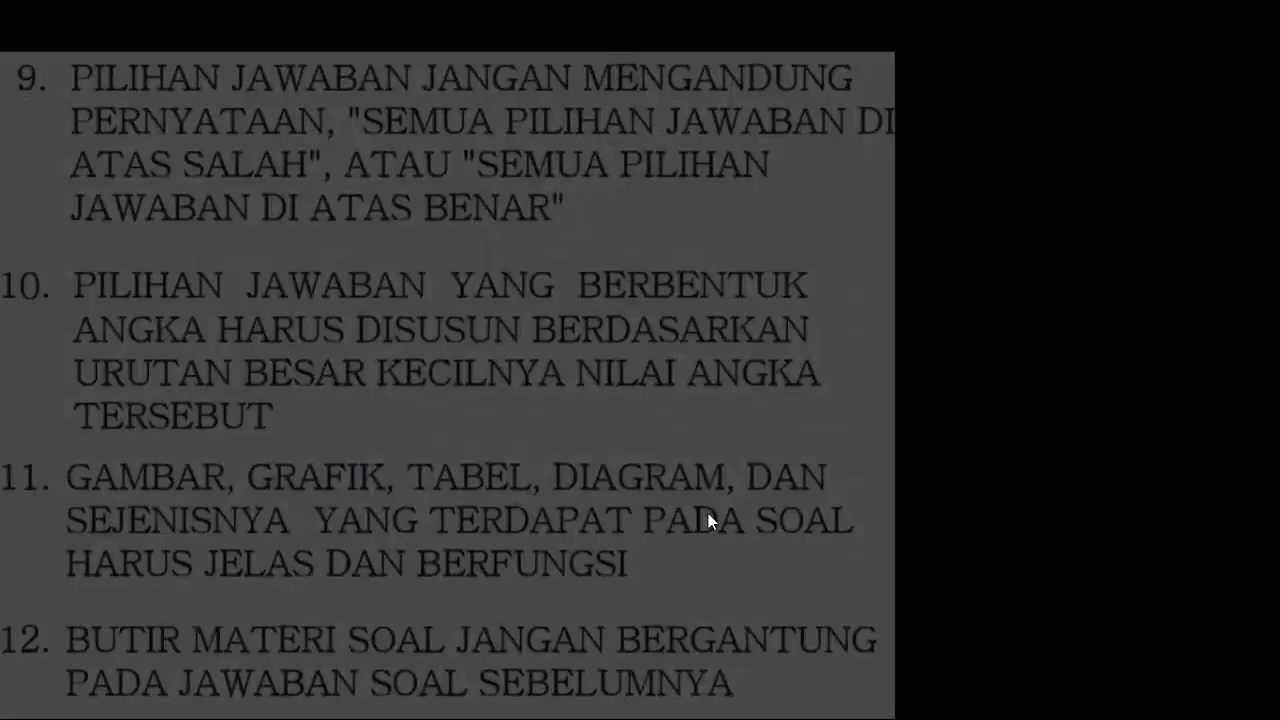 9. PILIHAN JAWABAN JANGAN MENGANDUNG
PERNYATAAN, "SEMUA PILIHAN JAWABAN DI
ATAS SALAH", ATAU "SEMUA PILIHAN
JAWABAN DI ATAS BENAR"
10. PILIHAN JAWABAN YANG BERBENTUK
ANGKA HARUS DISUSUN BERDASARKAN
URUTAN BESAR KECILNYA NILAI ANGKA
TERSEBUT
11. GAMBAR, GRAFIK, TABEL, DIAGRAM, DAN
SEJENISNYA YANG TERDAPAT PADA SOAL
HARUS JELAS DAN BERFUNGSI
12. BUTIR MATERI SOAL JANGAN BERGANTUNG
PADA JAWABAN SOAL SEBELUMNYA